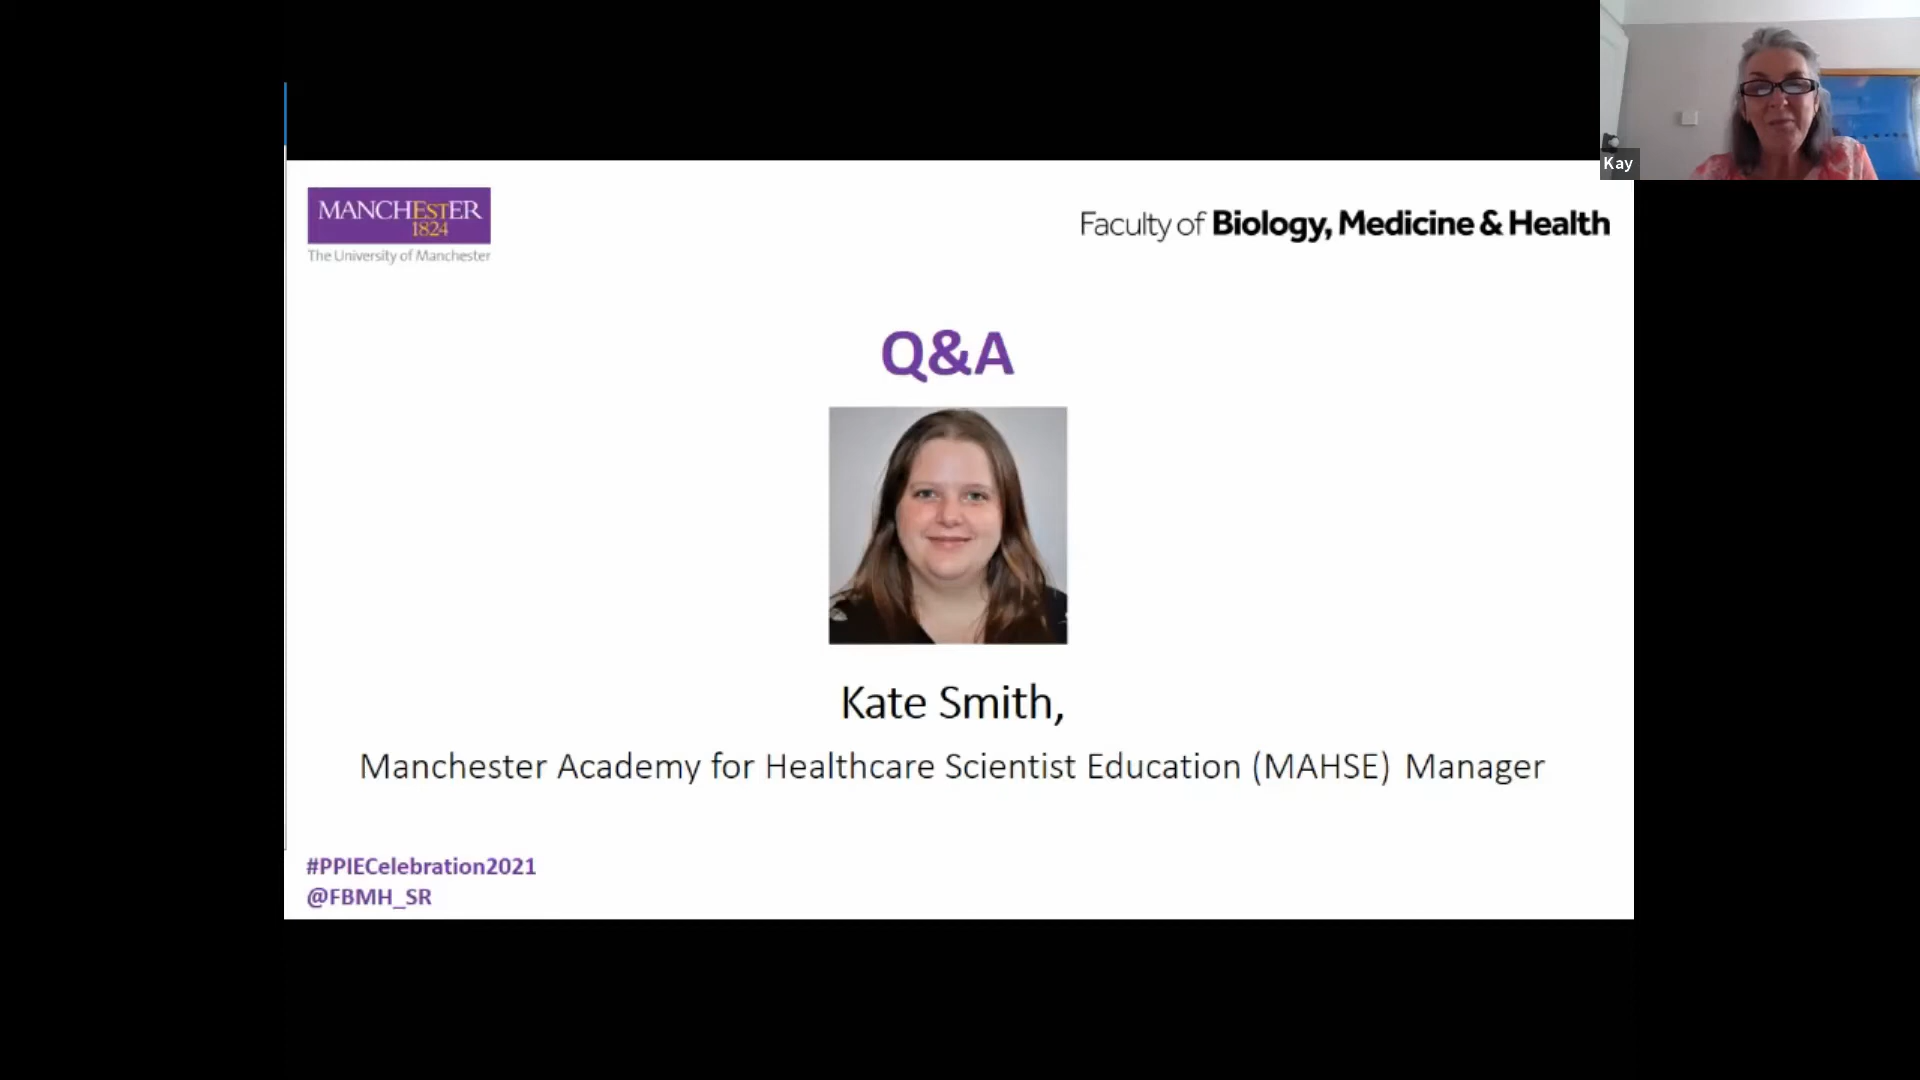 Kay
MANCHESTER
1824
The University of Manchester
Faculty of Biology, Medicine & Health
Q&A
Kate Smith,
Manchester Academy for Healthcare Scientist Education (MAHSE) Manager
#PPIECelebration2021
@FBMH_SR